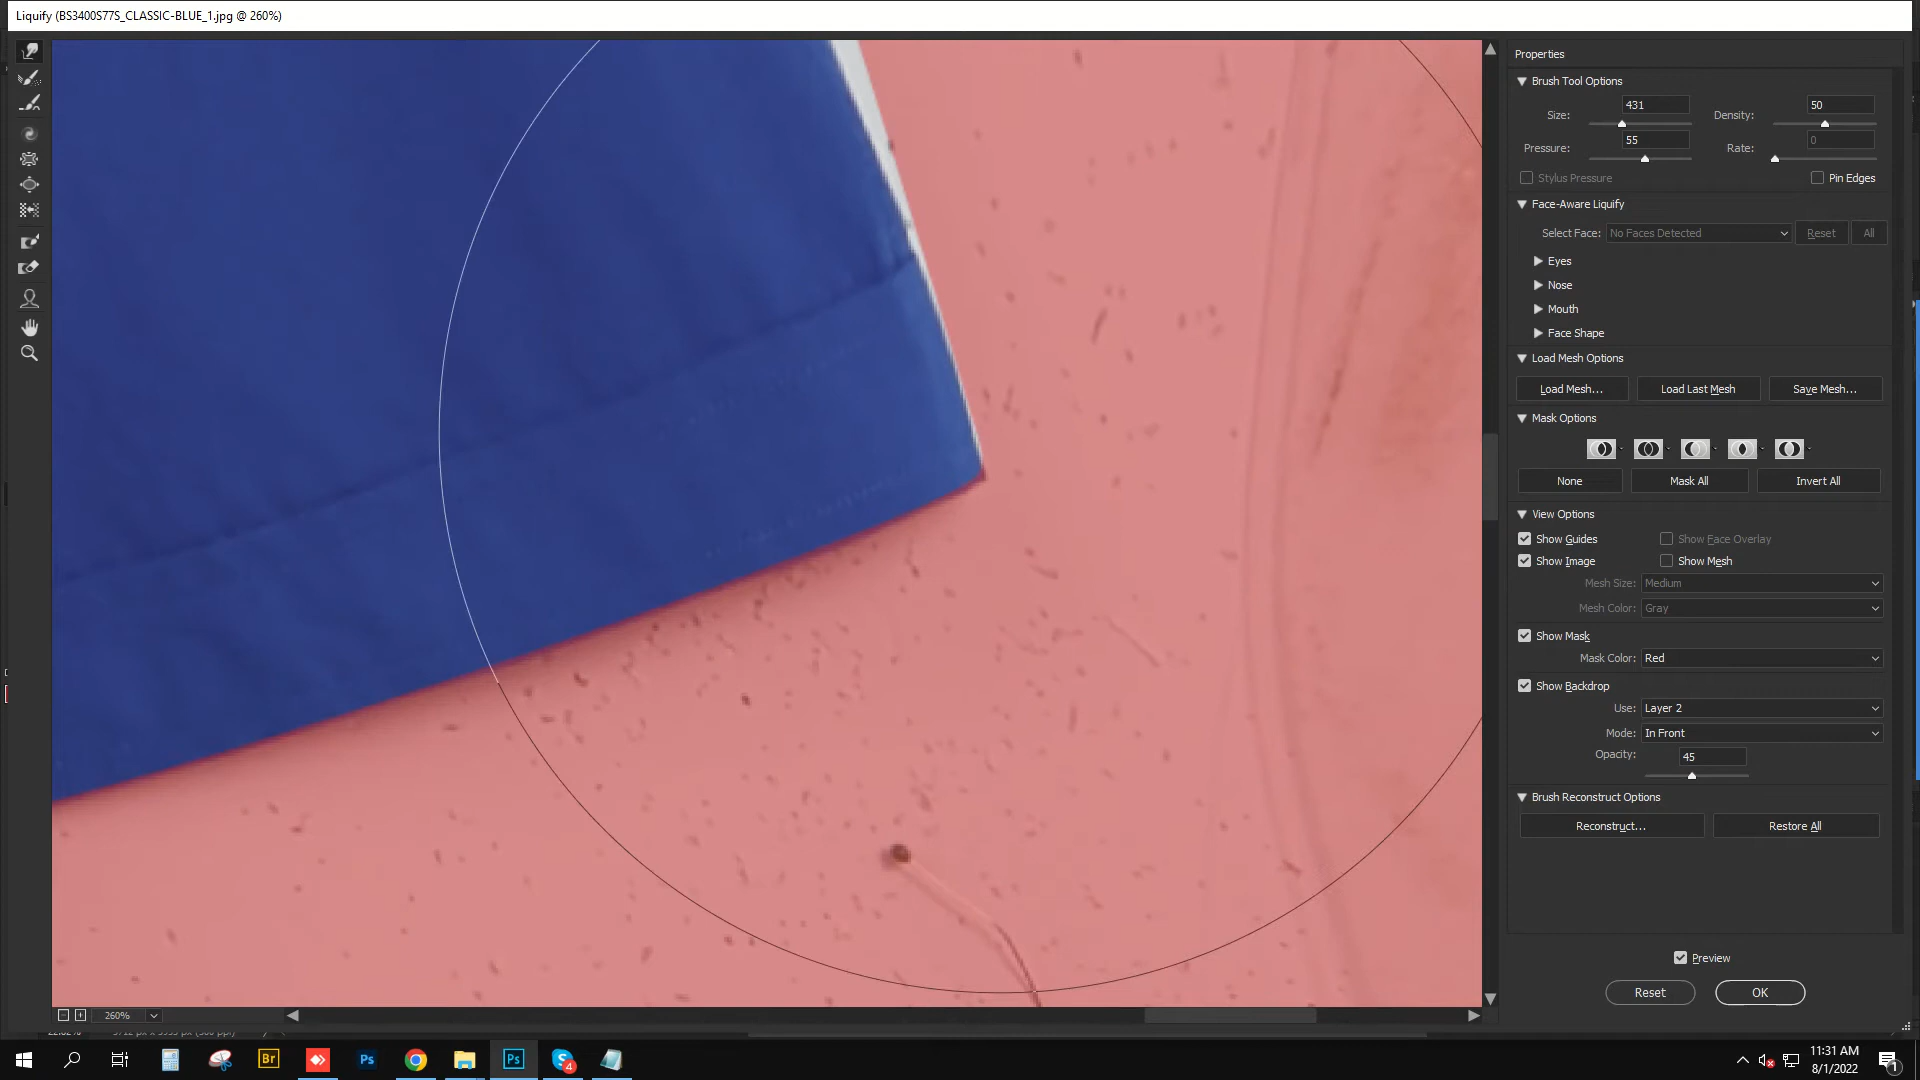 Liquify (BS3400S77S_CLASSIC-BLUE_1.jpg @ 260%)
Properties
Brush Tool Options
Size: 431
Density: 50
Pressure: 55
Rate: 0
Stylus Pressure
Pin Edges
Face-Aware Liquify
Select Face: No Faces Detected
Reset
All
Eyes
Nose
Mouth
Face Shape
Load Mesh Options
Load Mesh...
Load Last Mesh
Save Mesh...
Mask Options
None
Mask All
Invert All
View Options
Show Guides
Show Face Overlay
Show Image
Show Mesh
Mesh Size: Medium
Mesh Color: Gray
Show Mask
Mask Color: Red
Show Backdrop
Use: Layer 2
Mode: In Front
Opacity: 45
Brush Reconstruct Options
Reconstruct...
Restore All
Preview
Reset
OK
260%
Br
Ps
Ps
4
11:31 AM
8/1/2022
1